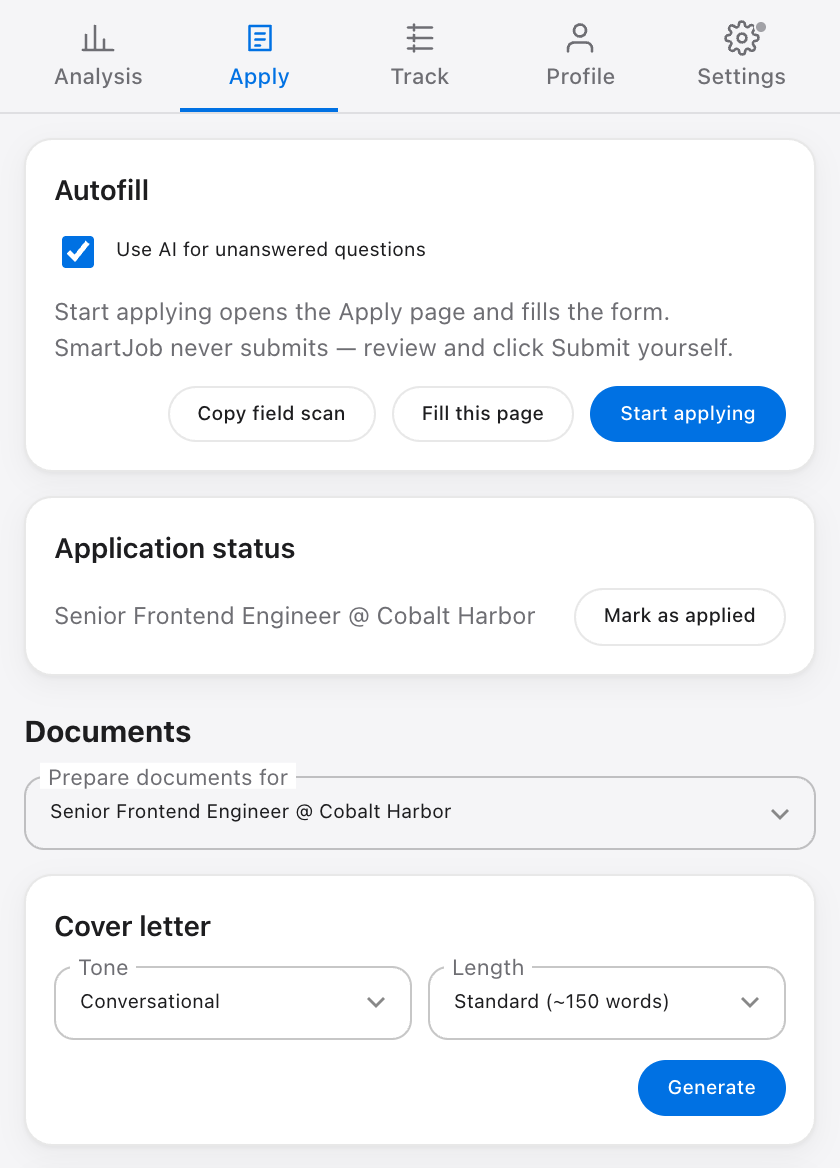 Analysis
Apply
Track
Profile
Settings
Autofill
Use AI for unanswered questions
Start applying opens the Apply page and fills the form.
SmartJob never submits — review and click Submit yourself.
Copy field scan
Fill this page
Start applying
Application status
Senior Frontend Engineer @ Cobalt Harbor
Mark as applied
Documents
Prepare documents for
Senior Frontend Engineer @ Cobalt Harbor
Cover letter
Tone
Length
Conversational
Standard (~150 words)
Generate